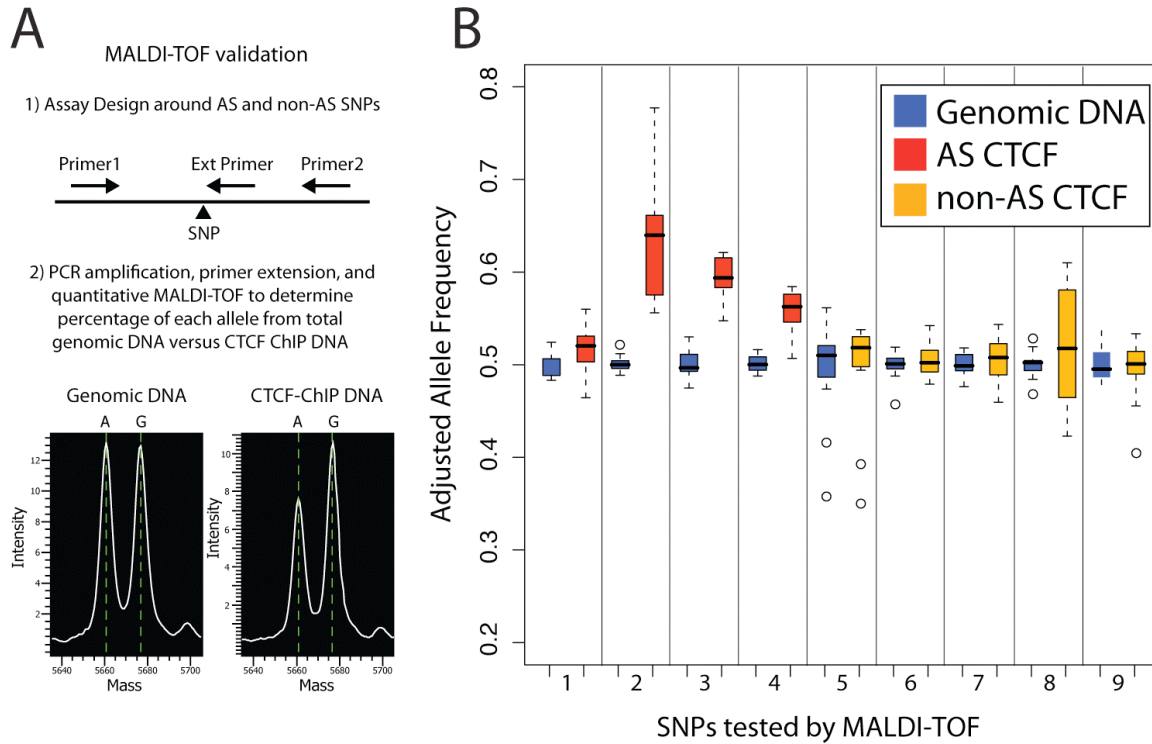 A
MALDI-TOF validation
1) Assay Design around AS and non-AS SNPs
Primer1 Ext Primer Primer2
SNP
2) PCR amplification, primer extension, and
quantitative MALDI-TOF to determine
percentage of each allele from total
genomic DNA versus CTCF ChIP DNA
Genomic DNA
A G
Intensity
12
10
8
6
4
2
5640 5660 5680 5700
Mass
CTCF-ChIP DNA
A G
Intensity
10
8
6
4
2
5640 5660 5680 5700
Mass
B
Adjusted Allele Frequency
0.8
0.7
0.6
0.5
0.4
0.3
0.2
Genomic DNA
AS CTCF
non-AS CTCF
1 2 3 4 5 6 7 8 9
SNPs tested by MALDI-TOF